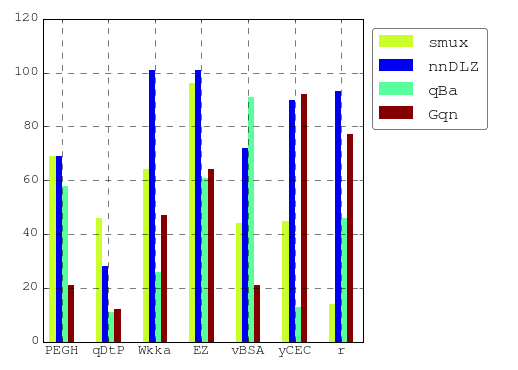 120
100
80
60
40
20
0
PEGH qDtP Wkka EZ vBSA yCEC r
smux
nnDLZ
qBa
Gqn